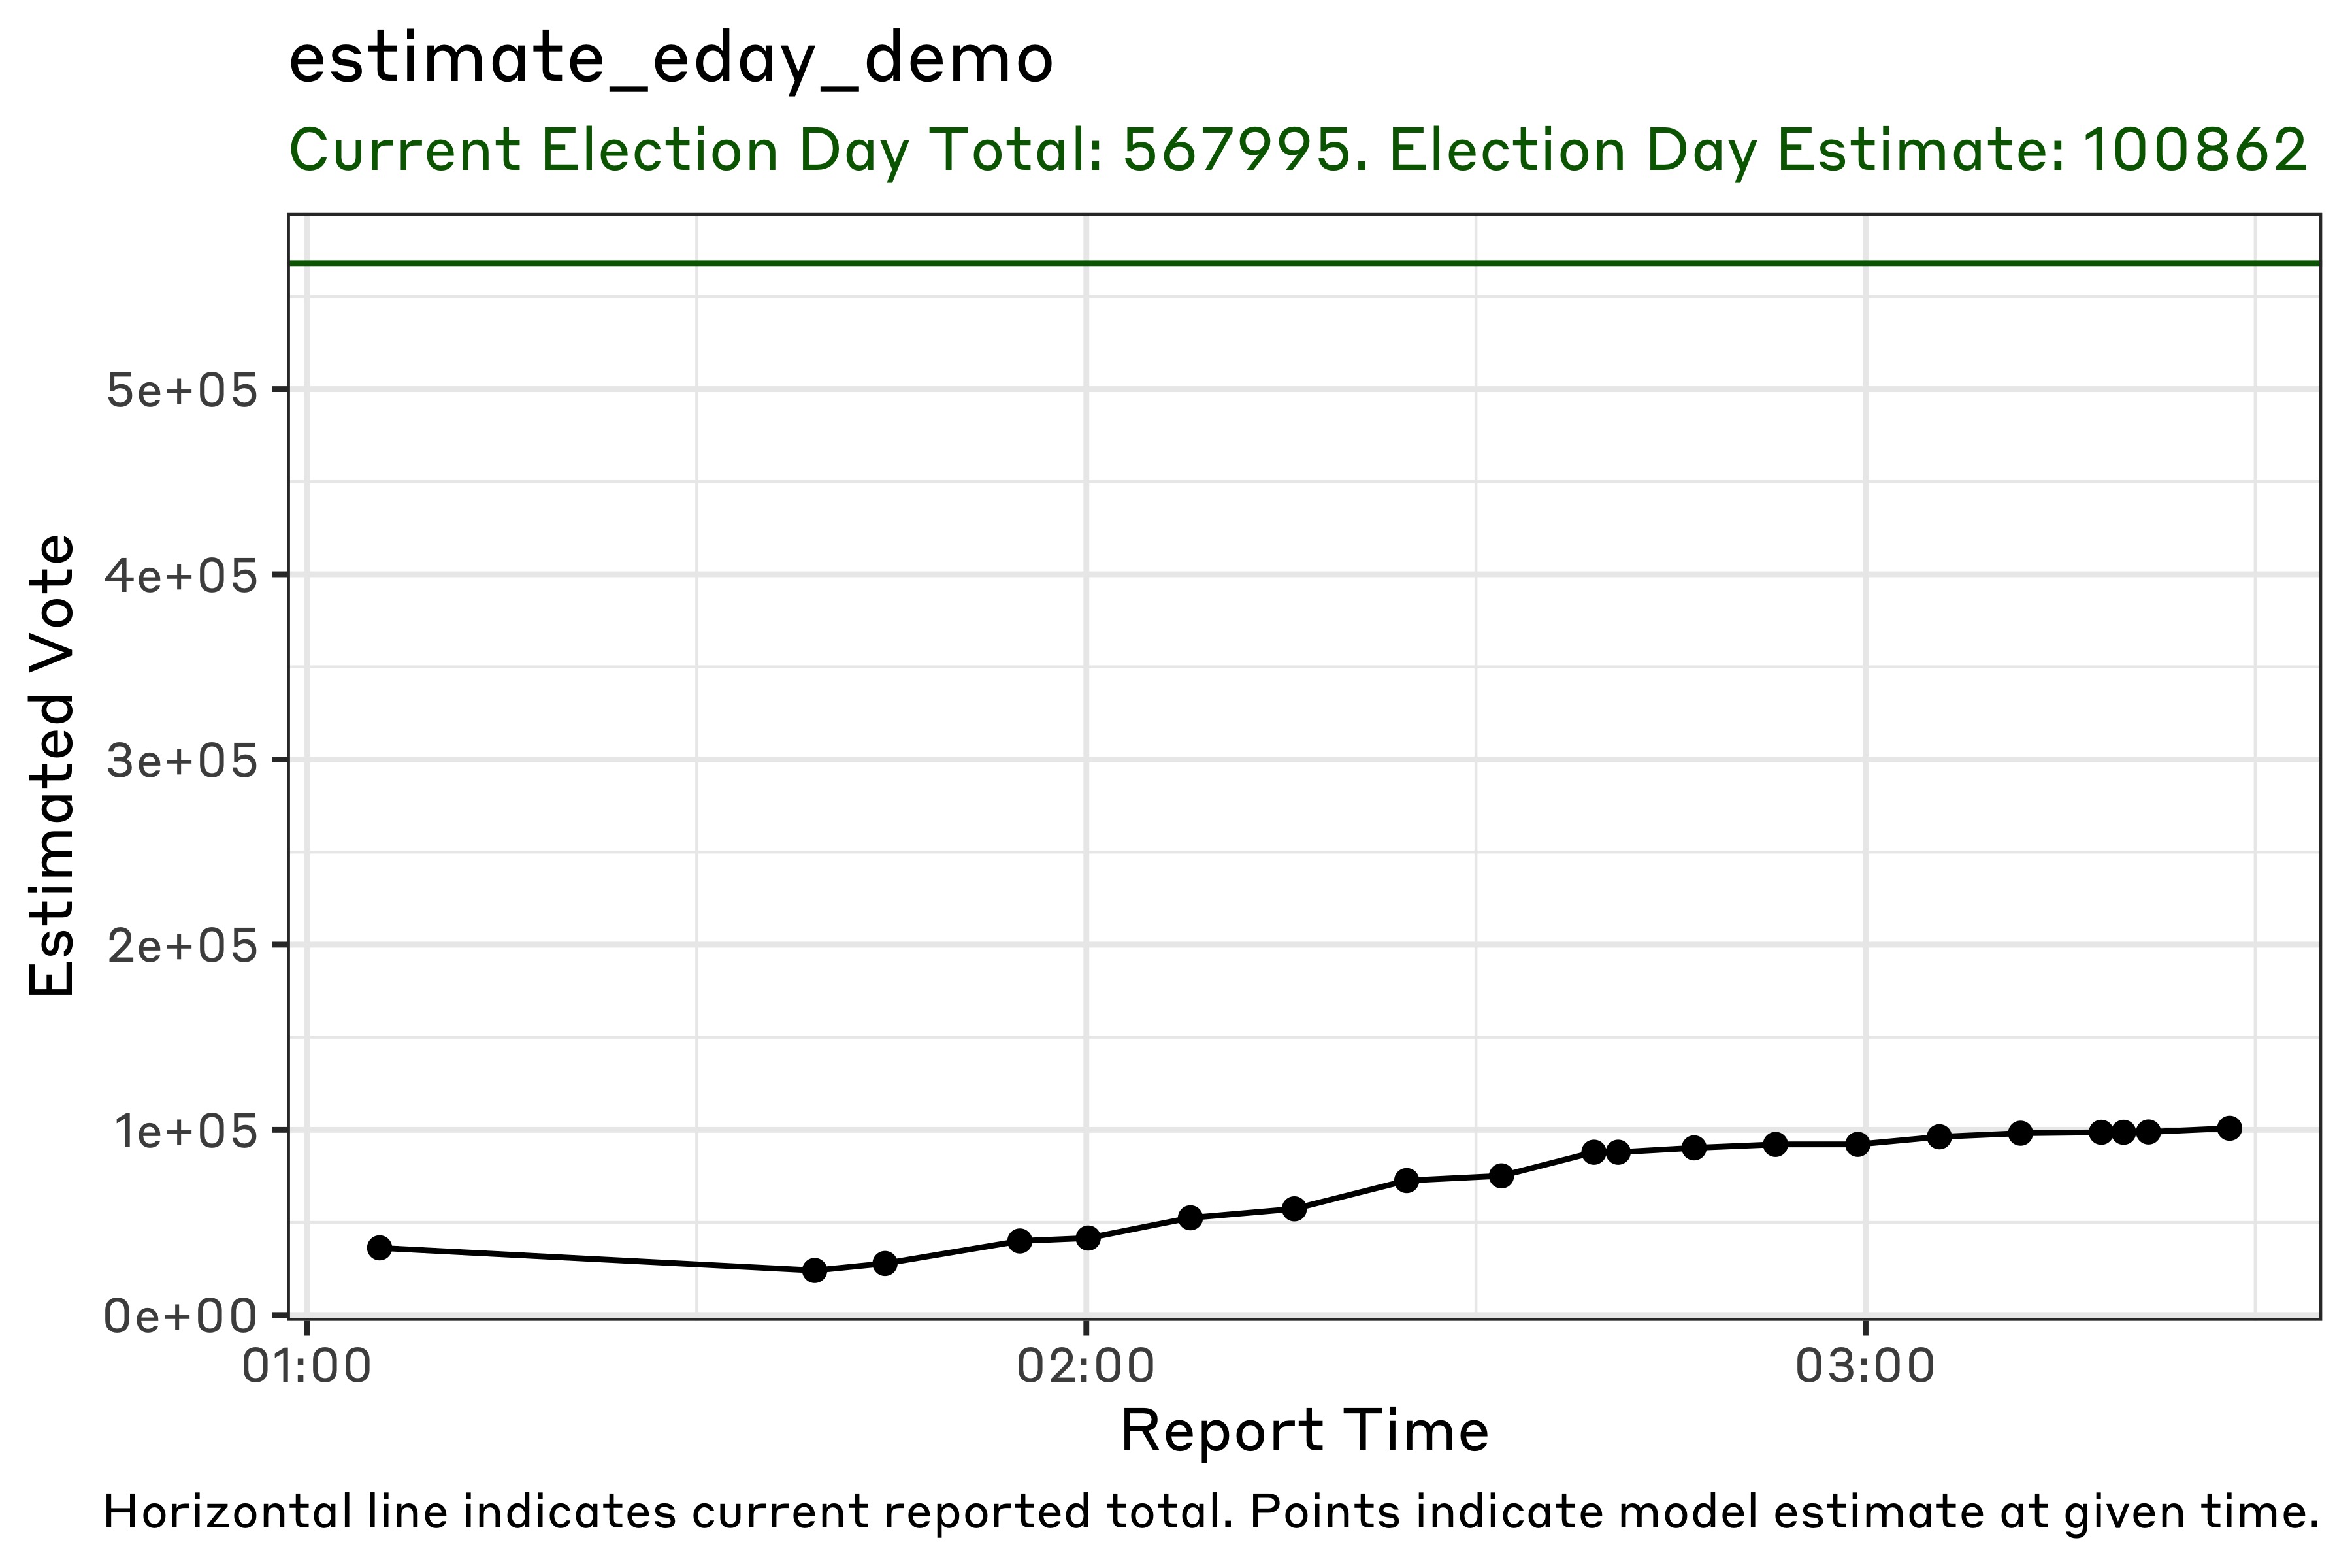 estimate_eday_demo
Current Election Day Total: 567995. Election Day Estimate: 100862
Estimated Vote
5e+05
4e+05
3e+05
2e+05
1e+05
0e+00
01:00 02:00 03:00
Report Time
Horizontal line indicates current reported total. Points indicate model estimate at given time.